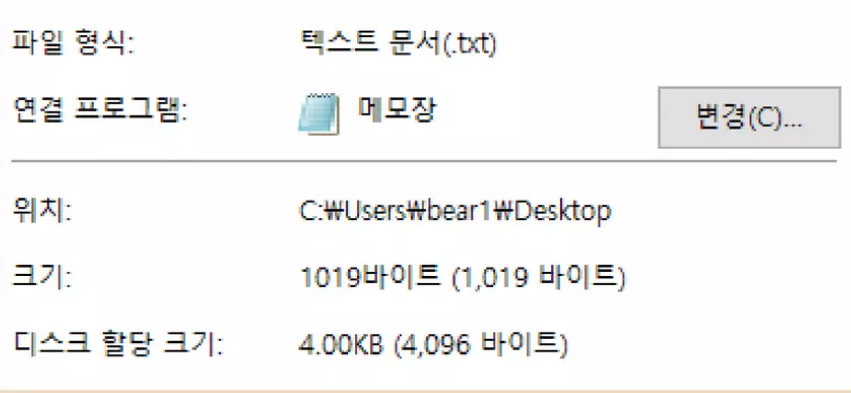 파일 형식: 텍스트 문서(.txt)
연결 프로그램: 메모장 변경(C)...
위치: C:₩Users₩bear1₩Desktop
크기: 1019바이트 (1,019 바이트)
디스크 할당 크기: 4.00KB (4,096 바이트)